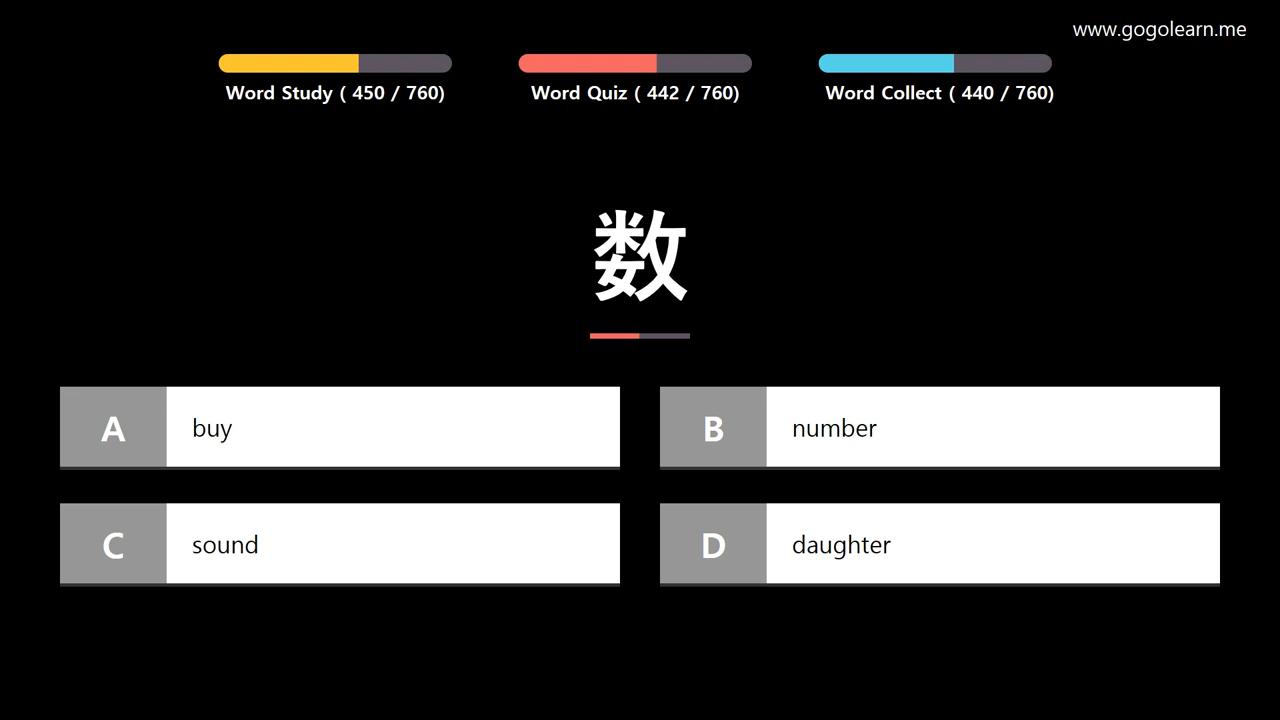 www.gogolearn.me
Word Study ( 450 / 760)
Word Quiz ( 442 / 760)
Word Collect ( 440 / 760)
数
A buy
B number
C sound
D daughter